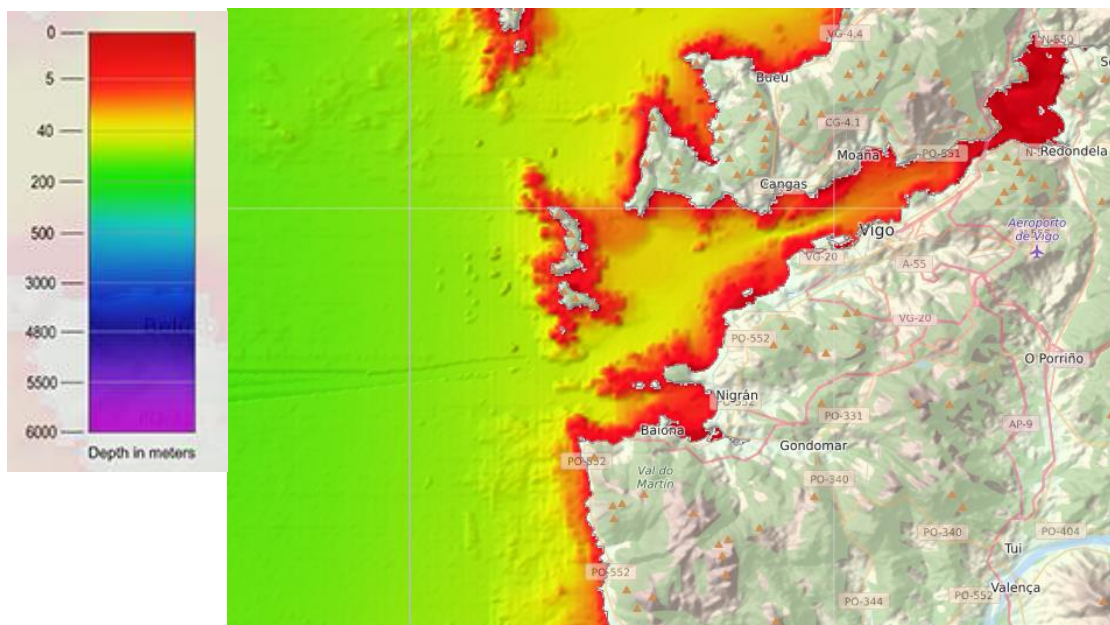 0
5
40
200
500
3000
4800
5500
6000
Depth in meters
VG-4.4
N-550
Bueu
CG-4.1
Moaña
PO-551
Redondela
Cangas
Aeroporto
de Vigo
Vigo
VG-20
A-55
VG-20
PO-552
O Porriño
Nigrán
PO-552
PO-331
Baiona
AP-9
Gondomar
PO-552
Val do
Martín
PO-340
PO-340
PO-404
Tui
PO-552
Valença
PO-552
PO-344